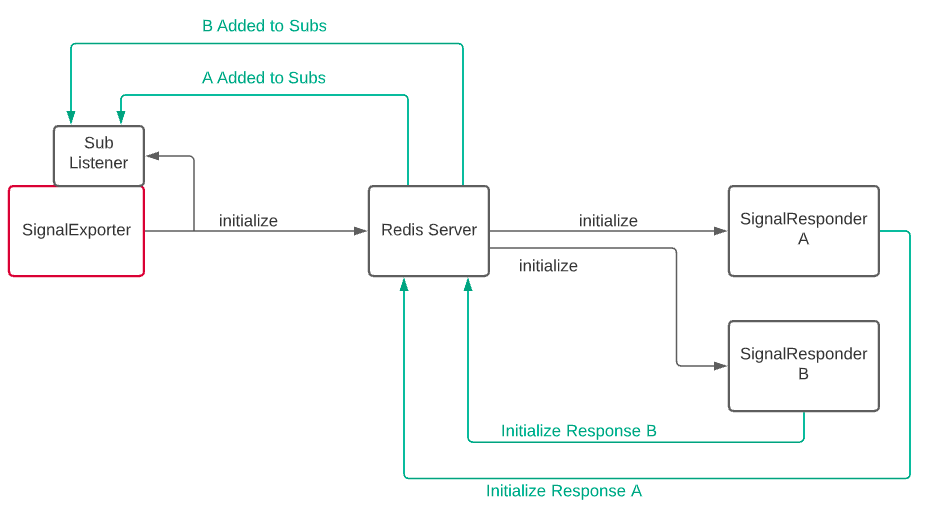 B Added to Subs
A Added to Subs
Sub
Listener
SignalExporter
initialize
Redis Server
initialize
initialize
SignalResponder
A
SignalResponder
B
Initialize Response B
Initialize Response A